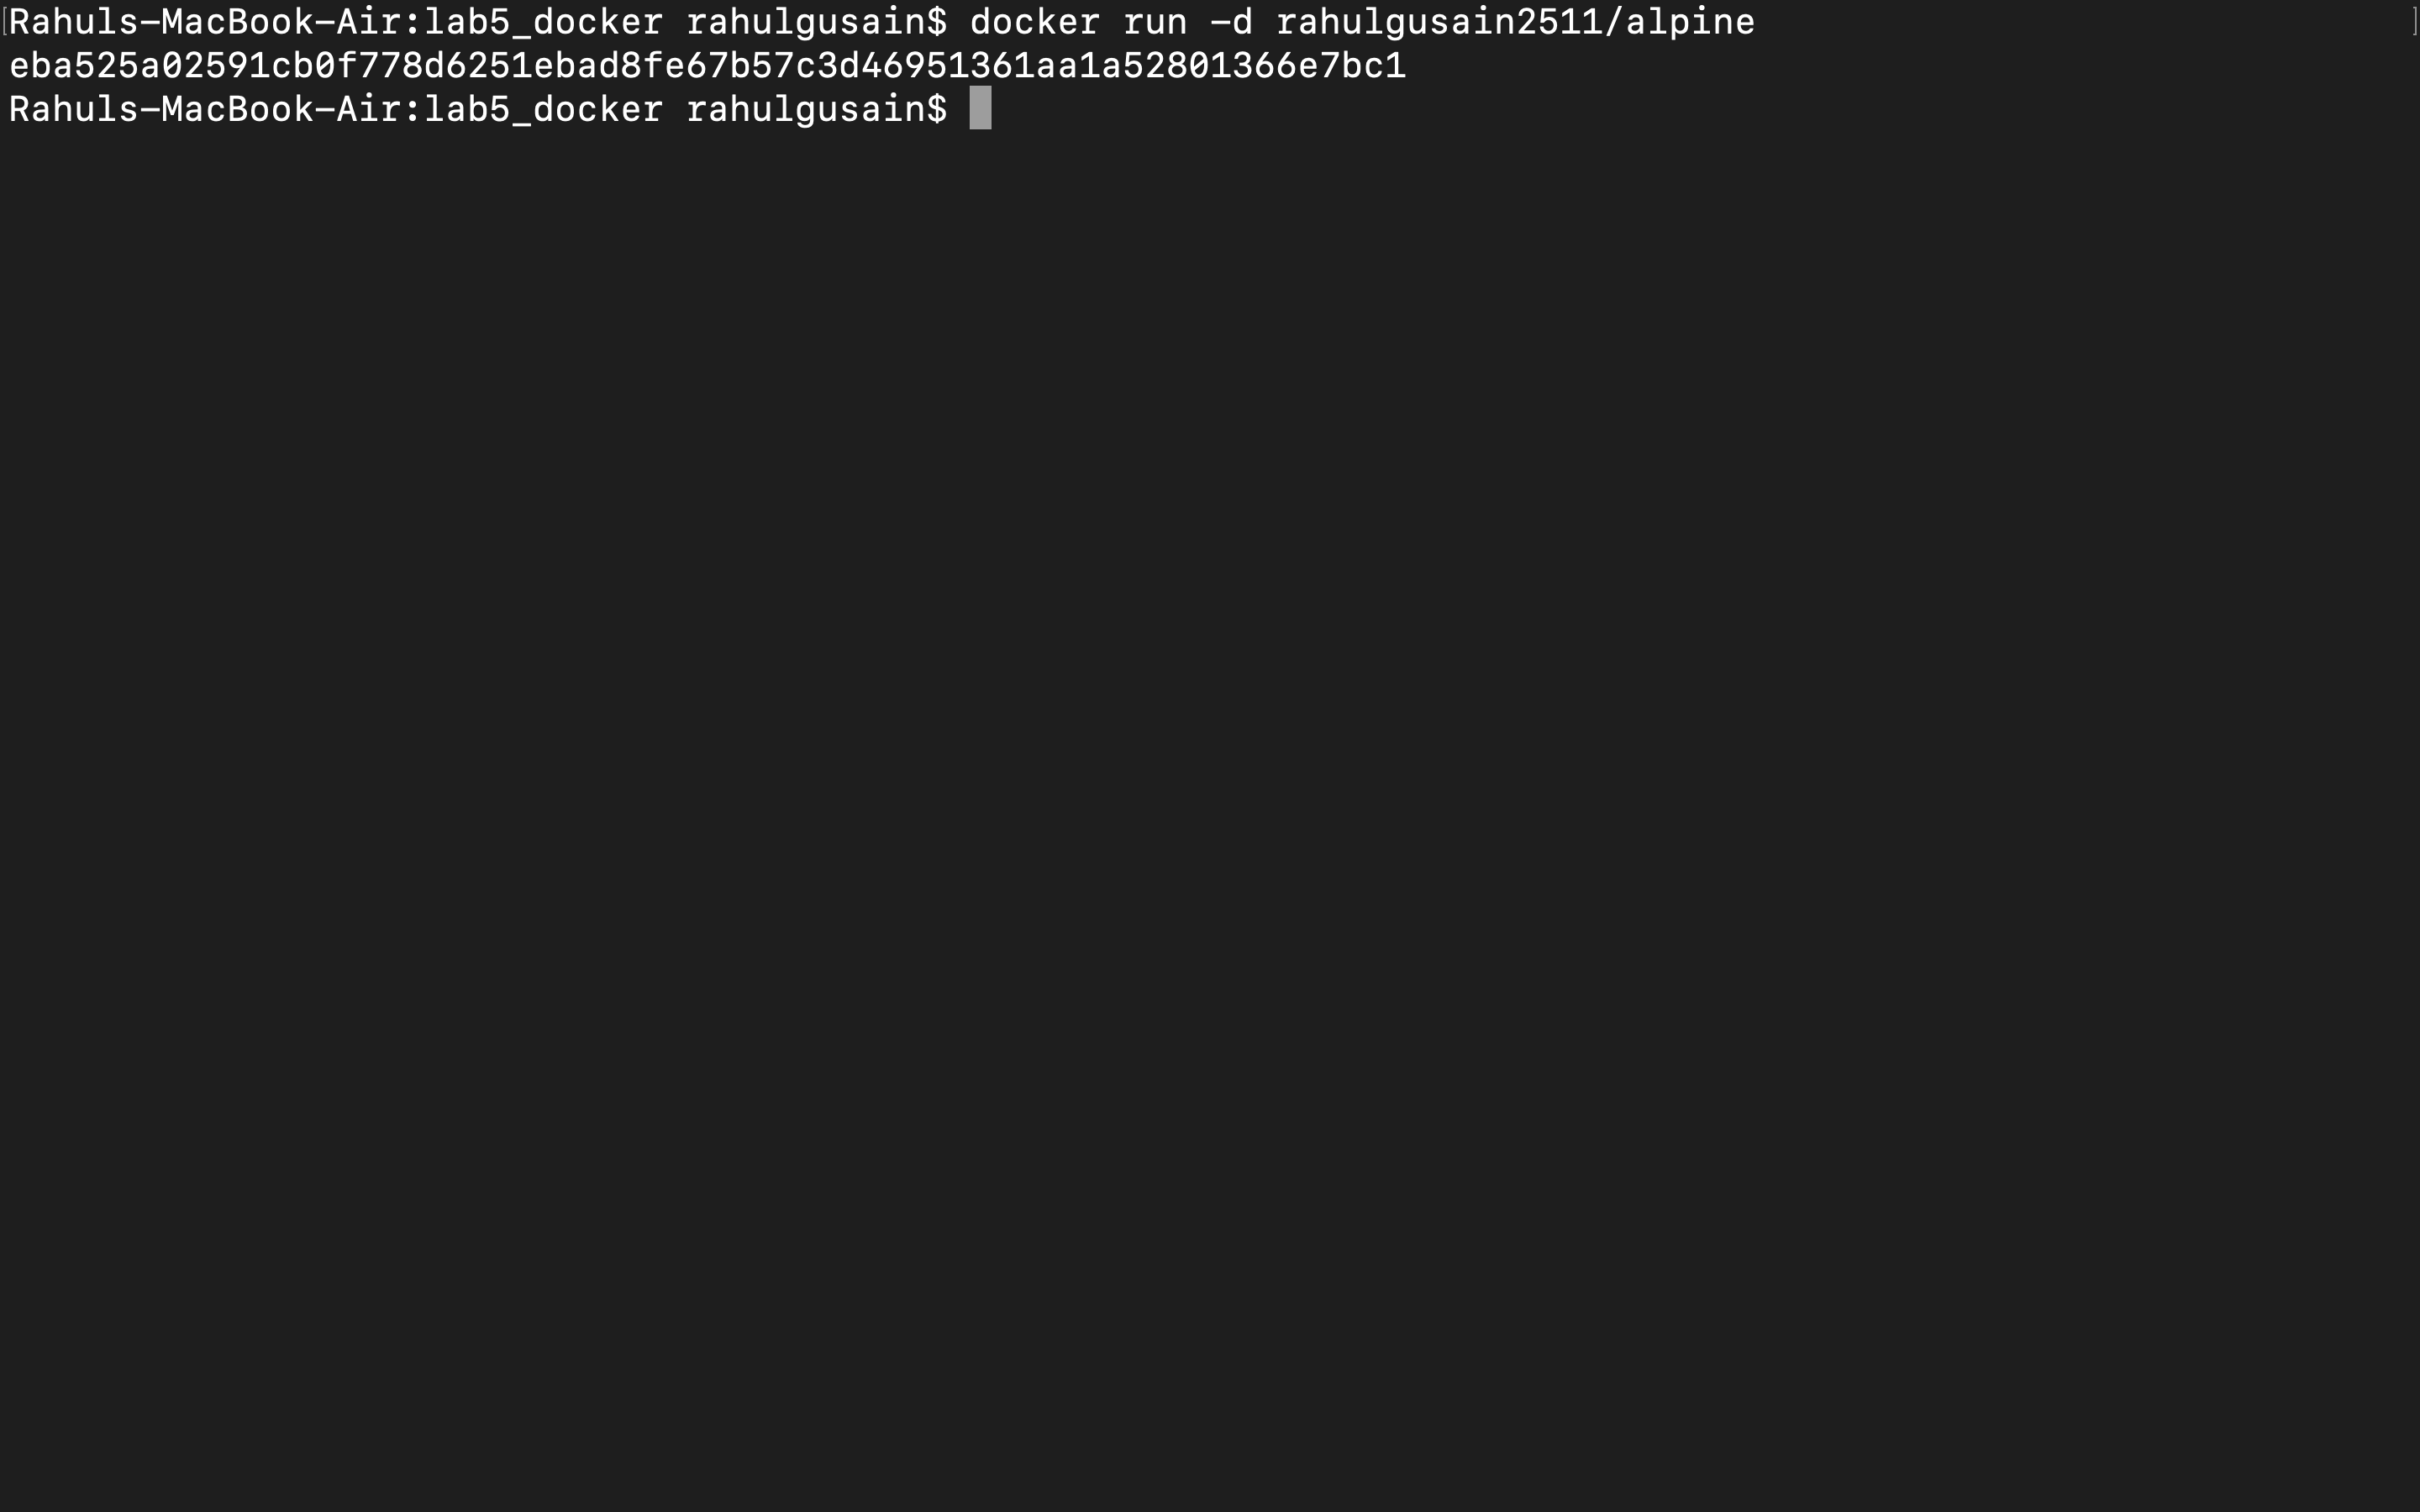 [Rahuls-MacBook-Air:lab5_docker rahulgusain$ docker run -d rahulgusain2511/alpine ]
eba525a02591cb0f778d6251ebad8fe67b57c3d46951361aa1a52801366e7bc1
Rahuls-MacBook-Air:lab5_docker rahulgusain$